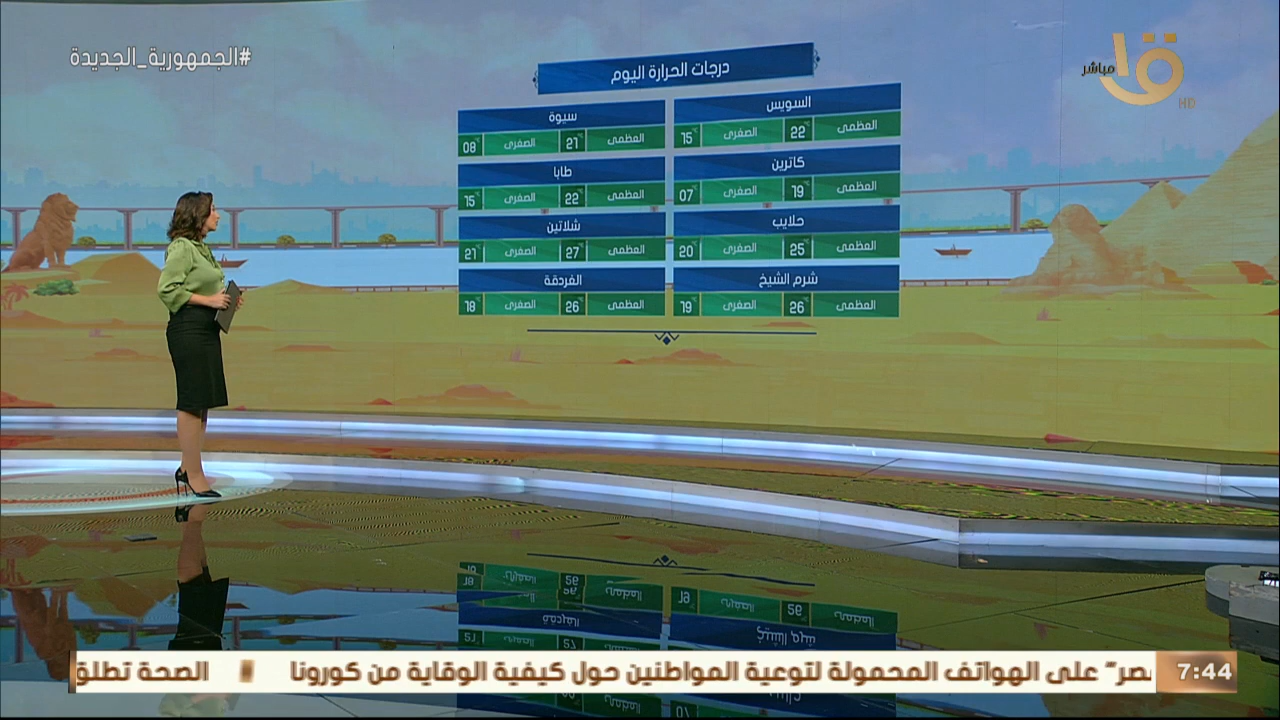 #الجمهورية_الجديدة
مباشر
HD
درجات الحرارة اليوم
السويس
العظمى 22 الصغرى 15
سيوة
العظمى 21 الصغرى 08
كاترين
العظمى 19 الصغرى 07
طابا
العظمى 22 الصغرى 15
حلايب
العظمى 25 الصغرى 20
شلاتين
العظمى 27 الصغرى 21
شرم الشيخ
العظمى 26 الصغرى 19
الغردقة
العظمى 26 الصغرى 18
7:44
صر" على الهواتف المحمولة لتوعية المواطنين حول كيفية الوقاية من كورونا الصحة تطلق